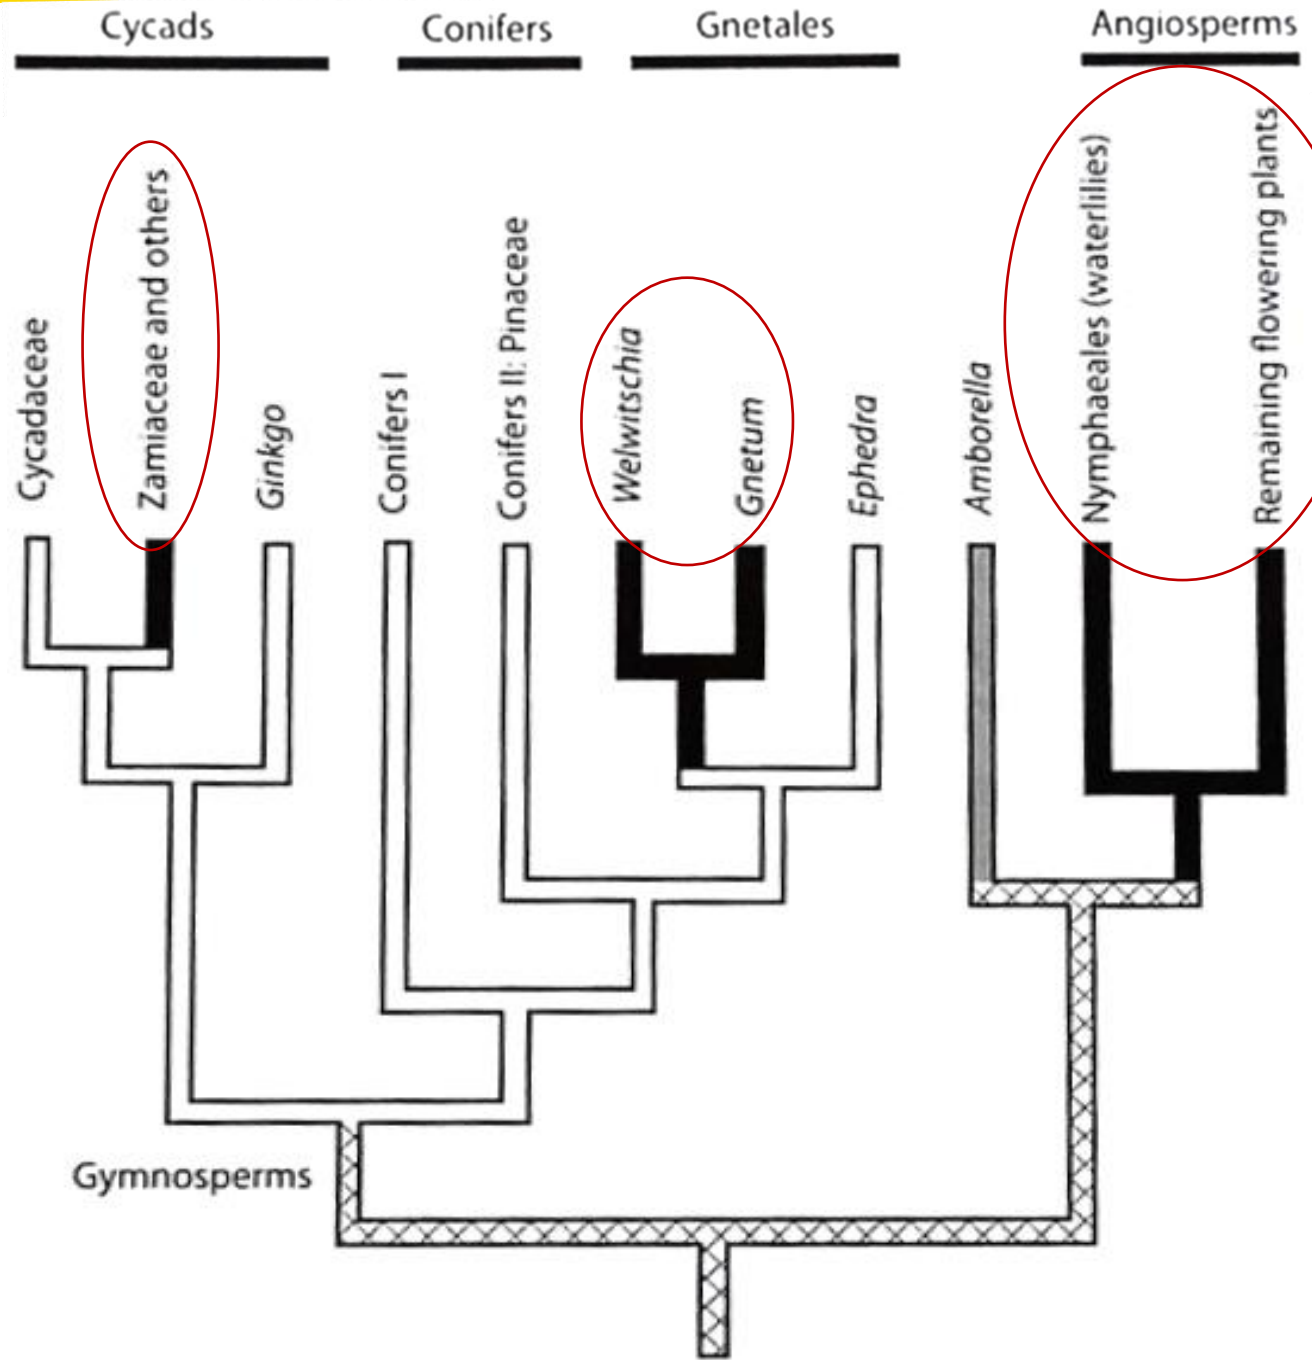 Cycads
Conifers
Gnetales
Angiosperms
Cycadaceae
Zamiaceae and others
Ginkgo
Conifers I
Conifers II: Pinaceae
Welwitschia
Gnetum
Ephedra
Amborella
Nymphaeales (waterlilies)
Remaining flowering plants
Gymnosperms